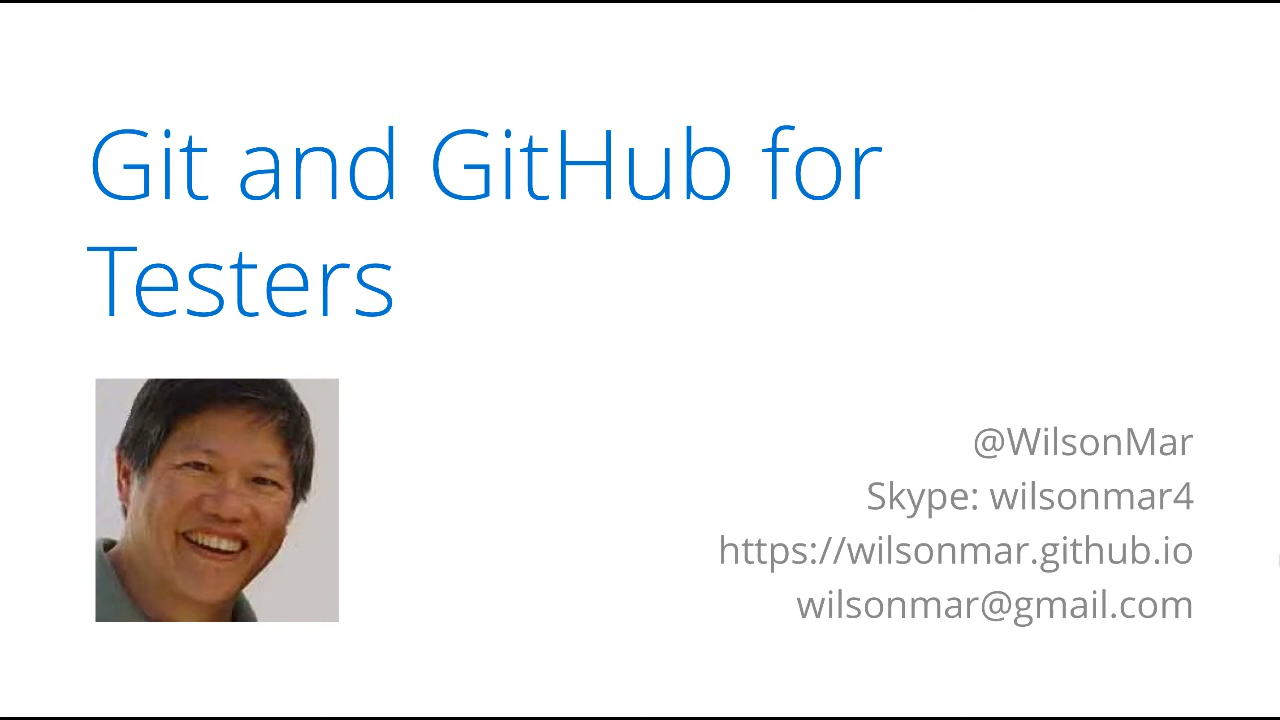 Git and GitHub for
Testers
@WilsonMar
Skype: wilsonmar4
https://wilsonmar.github.io
wilsonmar@gmail.com